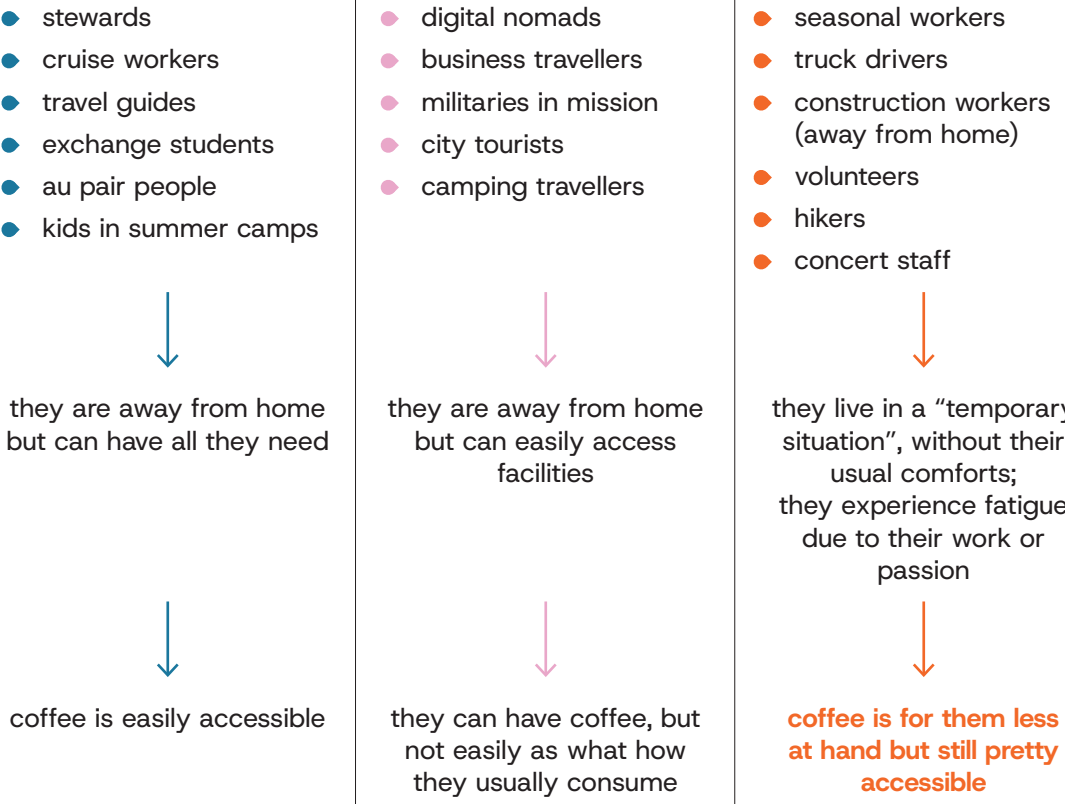 stewards
cruise workers
travel guides
exchange students
au pair people
kids in summer camps
they are away from home
but can have all they need
coffee is easily accessible
digital nomads
business travellers
militaries in mission
city tourists
camping travellers
they are away from home
but can easily access
facilities
they can have coffee, but
not easily as what how
they usually consume
seasonal workers
truck drivers
construction workers
(away from home)
volunteers
hikers
concert staff
they live in a “temporary
situation”, without their
usual comforts;
they experience fatigue
due to their work or
passion
coffee is for them less
at hand but still pretty
accessible